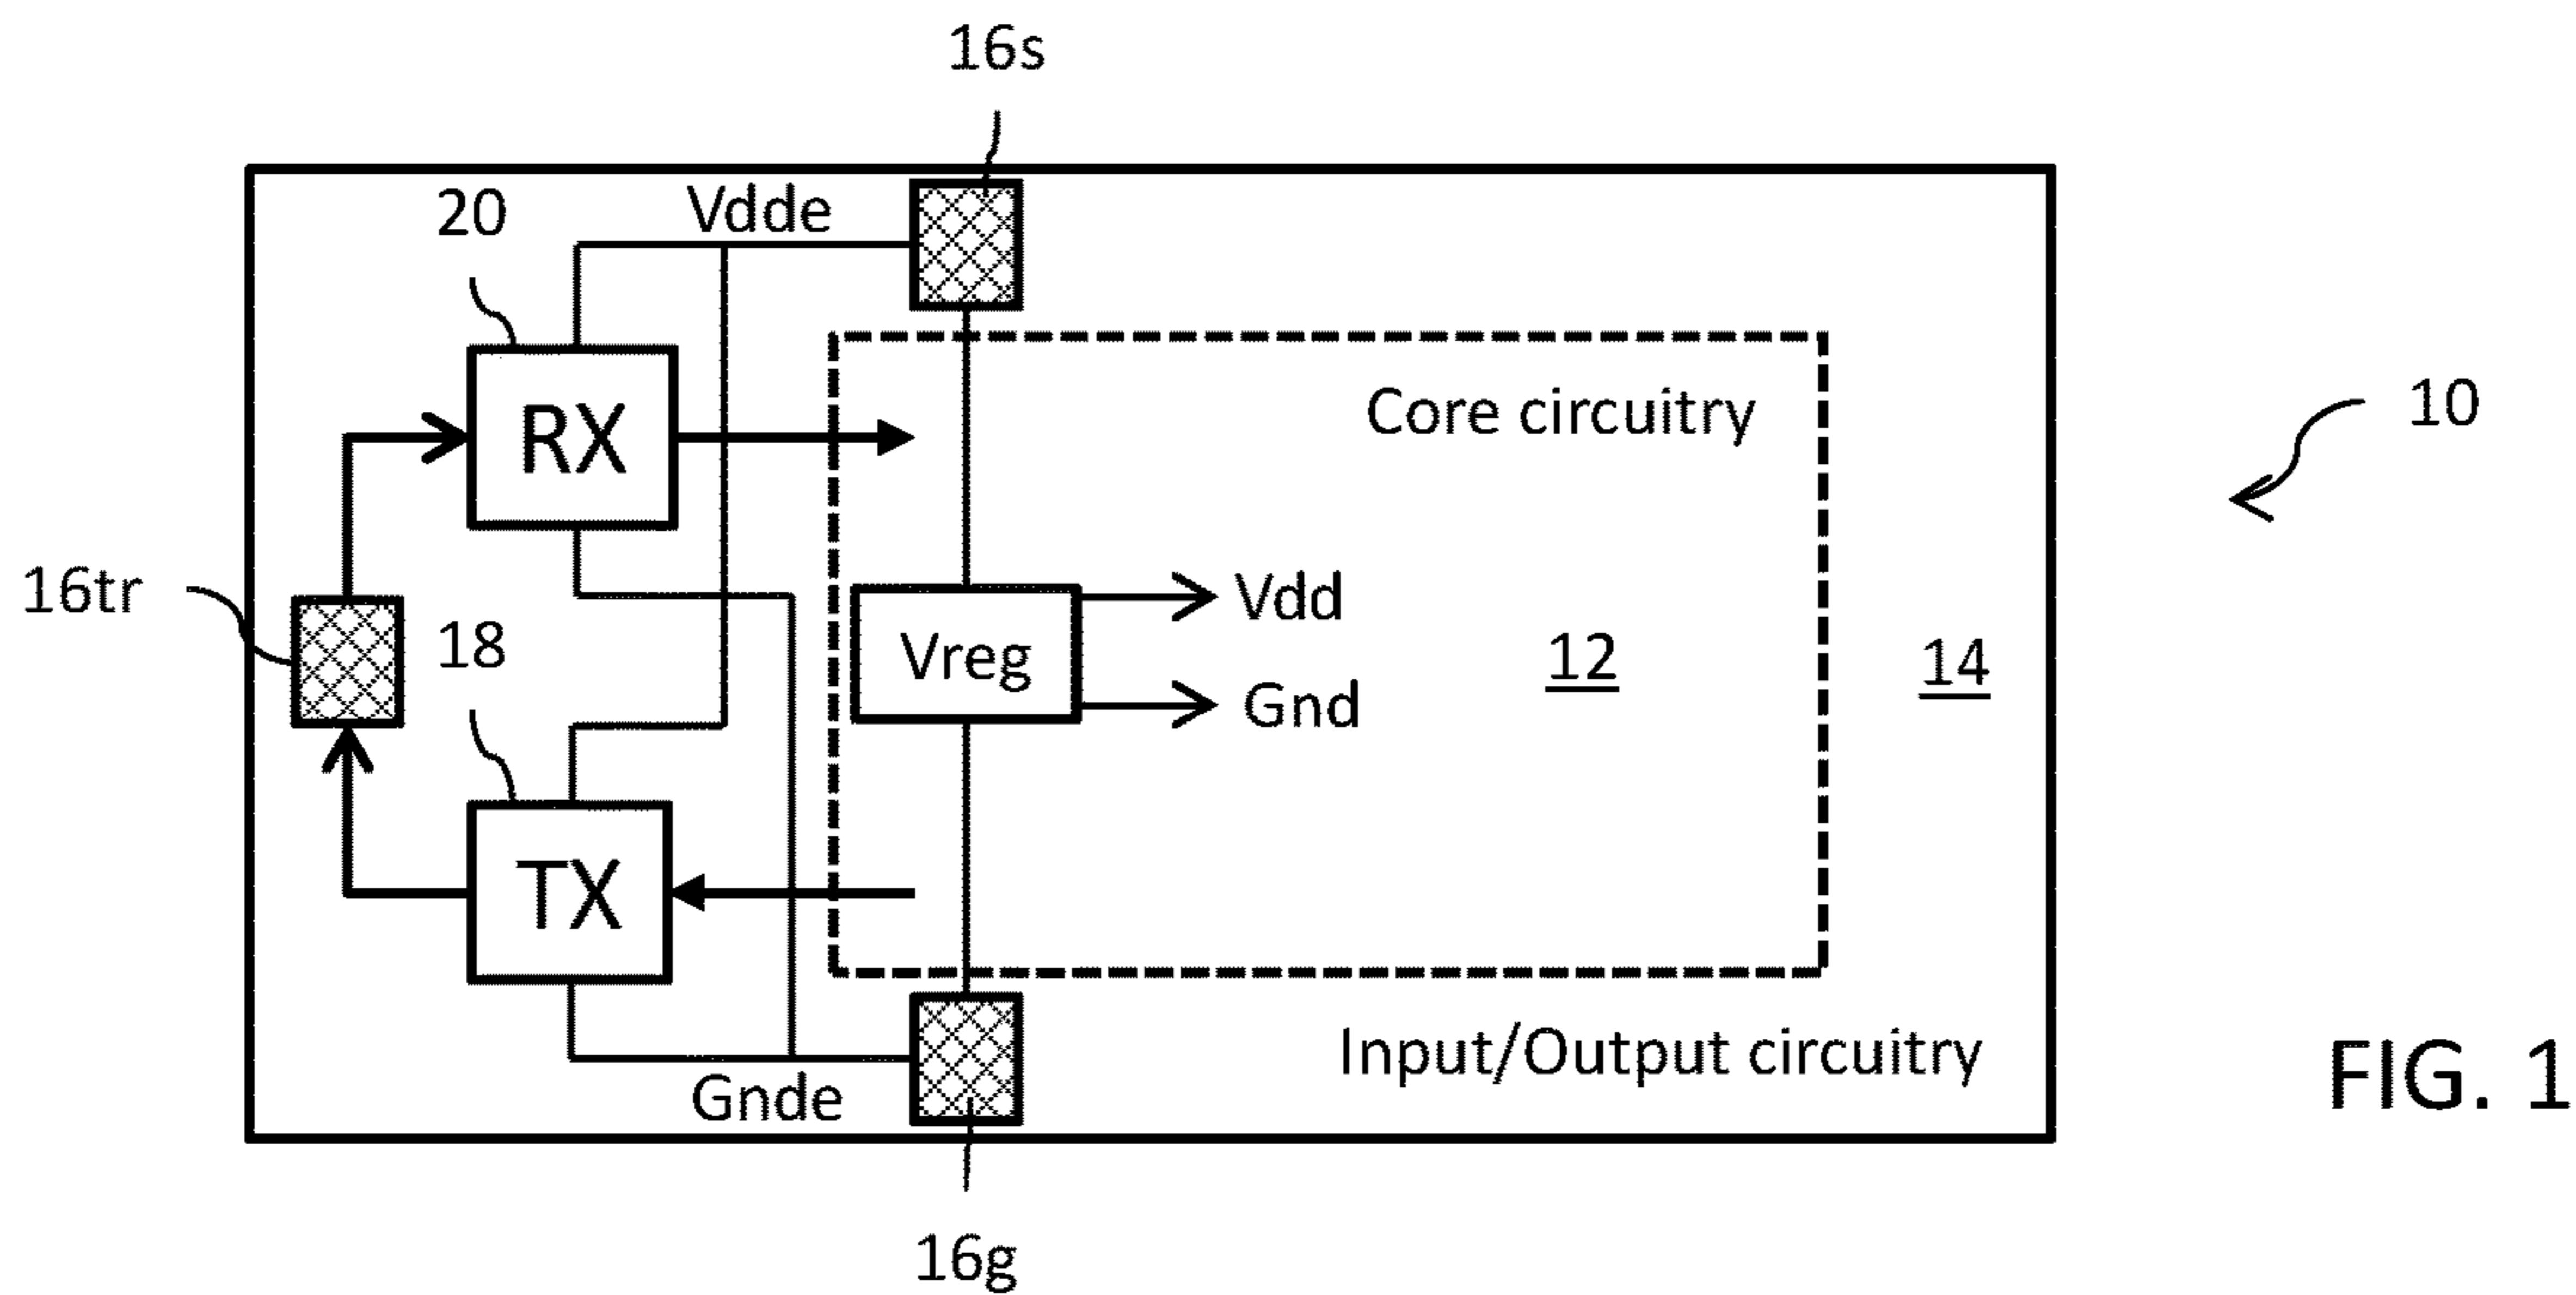 16s
20
Vdde
RX
Core circuitry
10
16tr
18
Vreg
Vdd
Gnd
12
14
TX
Input/Output circuitry
Gnde
16g
FIG. 1